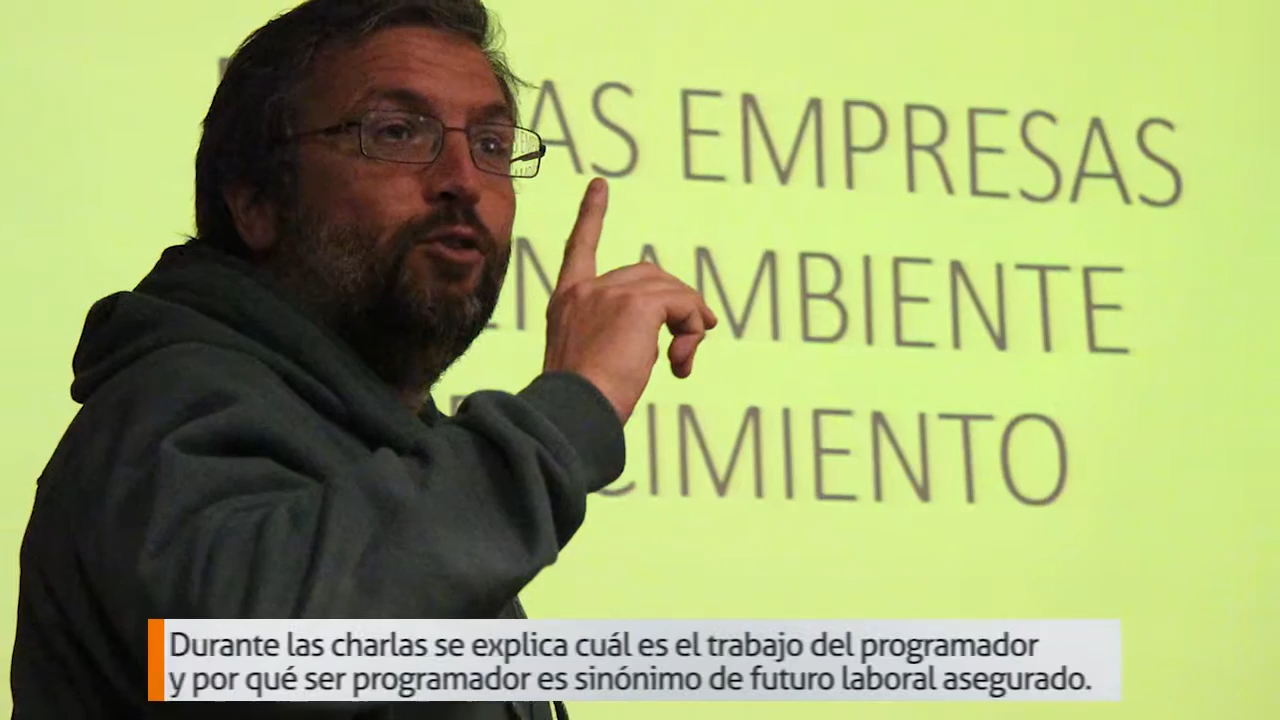 AS EMPRESAS
EN AMBIENTE
CIMIENTO
Durante las charlas se explica cuál es el trabajo del programador
y por qué ser programador es sinónimo de futuro laboral asegurado.